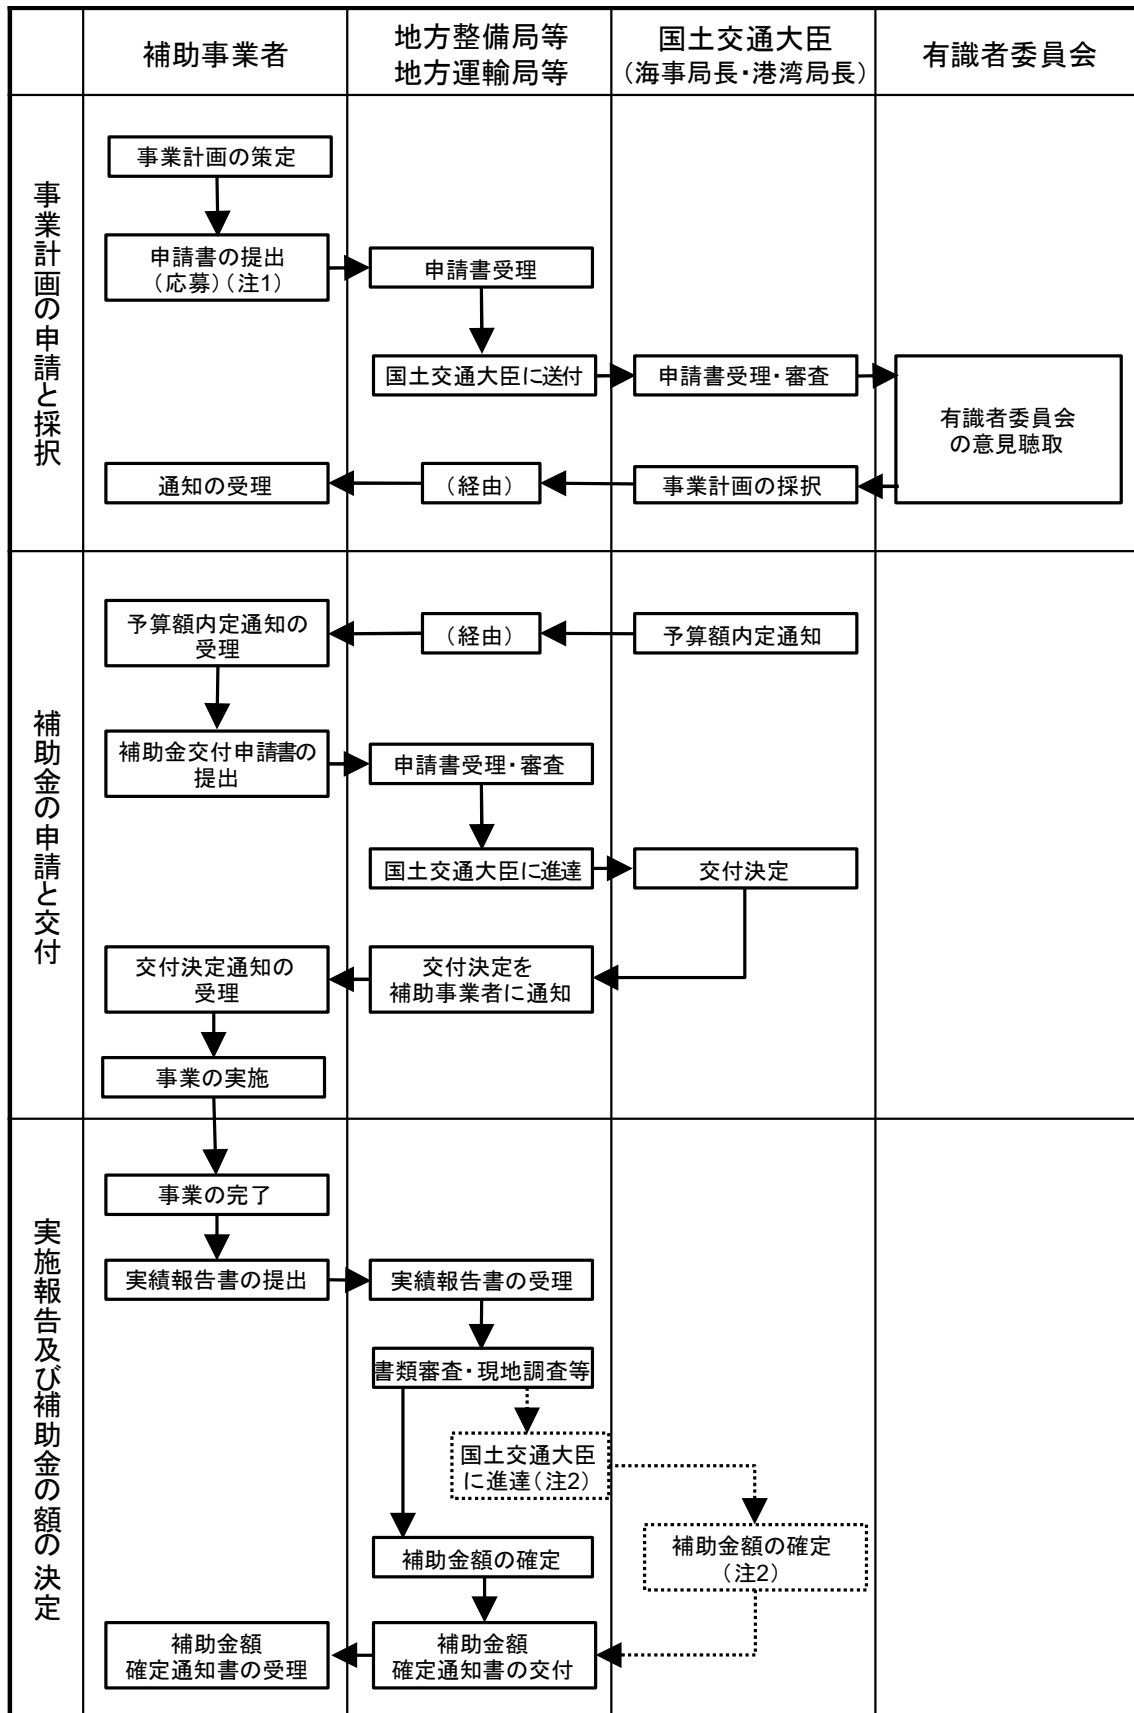 補助事業者
地方整備局等
地方運輸局等
国土交通大臣
（海事局長・港湾局長）
有識者委員会
事業計画の申請と採択
事業計画の策定
申請書の提出
（応募）（注1）
申請書受理
国土交通大臣に送付
申請書受理・審査
有識者委員会
の意見聴取
通知の受理
（経由）
事業計画の採択
補助金の申請と交付
予算額内定通知の
受理
（経由）
予算額内定通知
補助金交付申請書の
提出
申請書受理・審査
国土交通大臣に進達
交付決定
交付決定通知の
受理
交付決定を
補助事業者に通知
事業の実施
実施報告及び補助金の額の決定
事業の完了
実績報告書の提出
実績報告書の受理
書類審査・現地調査等
国土交通大臣
に進達（注2）
補助金額の確定
補助金額の確定
（注2）
補助金額
確定通知書の受理
補助金額
確定通知書の交付